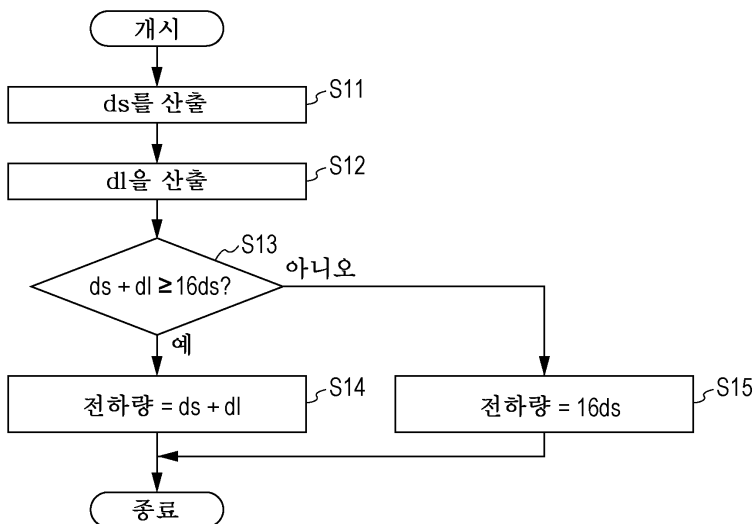 개시
ds를 산출
S11
dl을 산출
S12
S13
ds + dl ≥ 16ds?
아니오
예
전하량 = ds + dl
S14
전하량 = 16ds
S15
종료